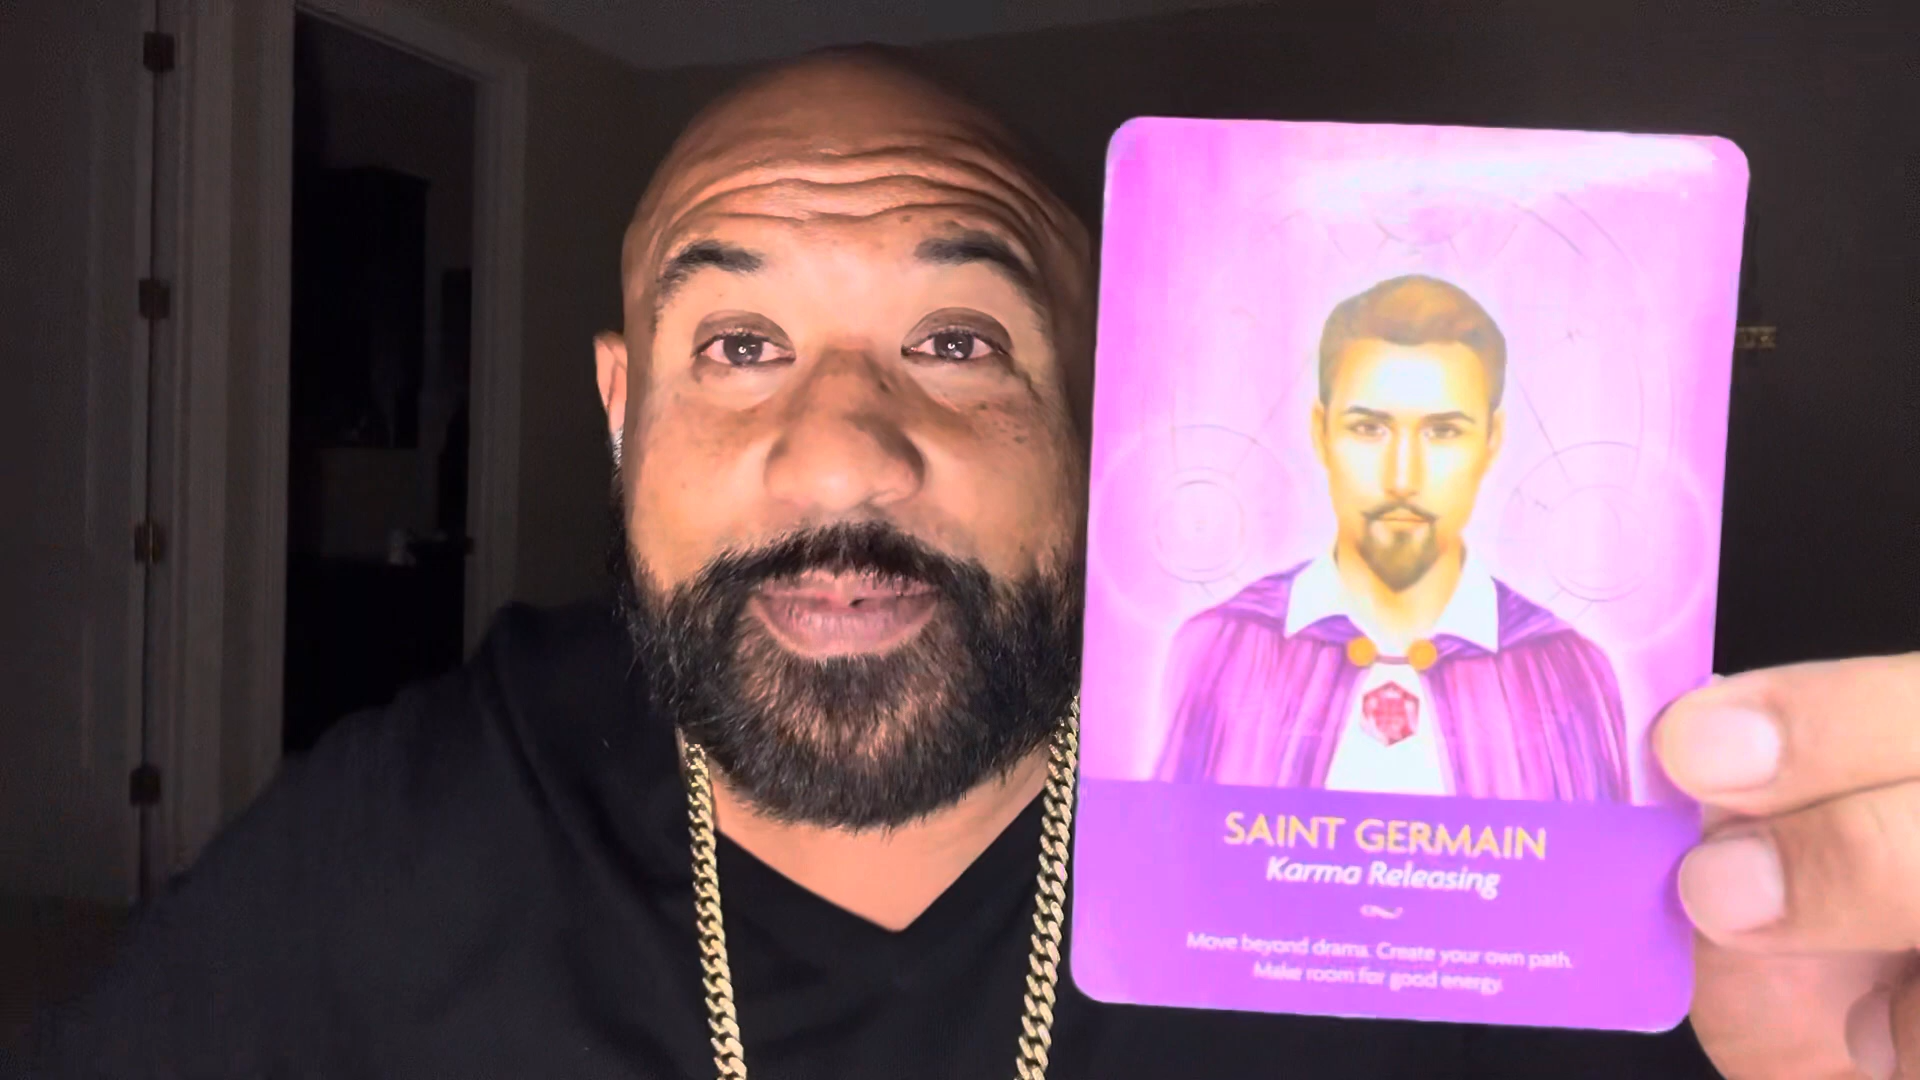 SAINT GERMAIN
Karma Releasing
Move beyond drama. Create your own path.
Make room for good energy.